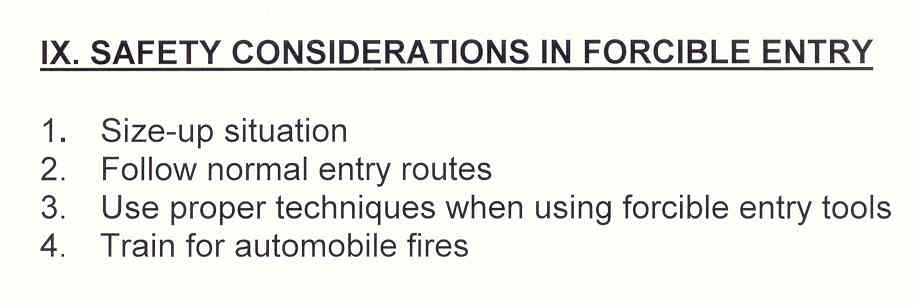 IX. SAFETY CONSIDERATIONS IN FORCIBLE ENTRY
1. Size-up situation
2. Follow normal entry routes
3. Use proper techniques when using forcible entry tools
4. Train for automobile fires